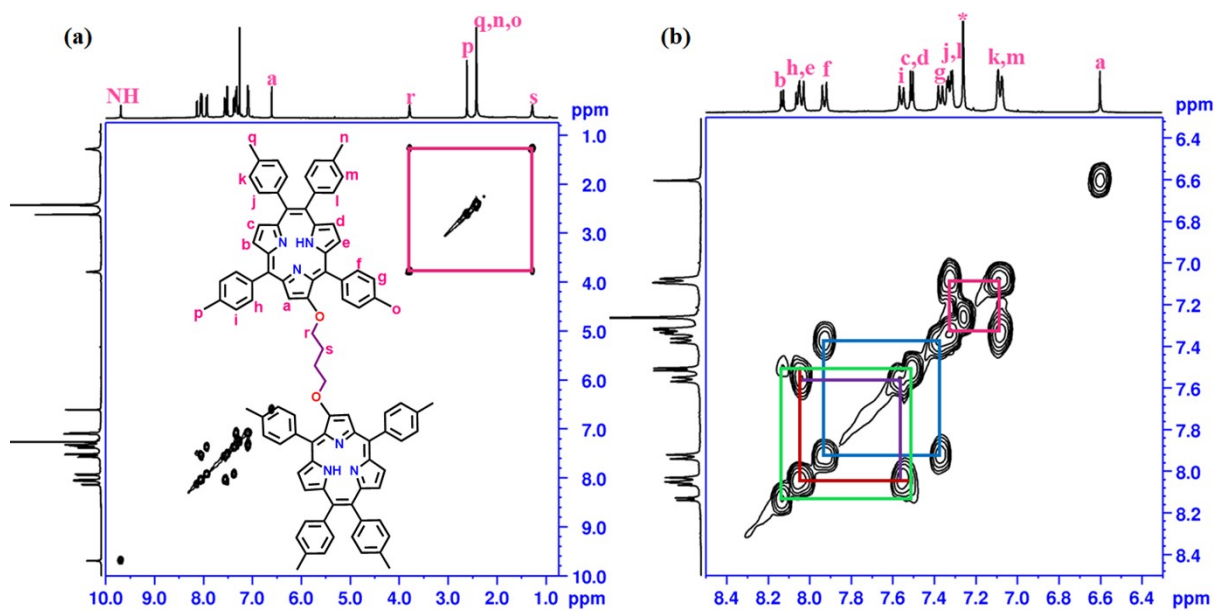 (a)
q,n,o
p
NH
a
r
s
ppm
q
n
k
m
j
l
c
d
b
N
HN
e
N
f
g
h
a
o
p
i
O
r
s
O
N
NH
N
1.0
2.0
3.0
4.0
5.0
6.0
7.0
8.0
9.0
10.0
10.0 9.0 8.0 7.0 6.0 5.0 4.0 3.0 2.0 1.0 ppm
(b)
*
b
h,e
f
i
c,d
g
j,l
k,m
a
ppm
6.6
6.8
7.0
7.2
7.4
7.6
7.8
8.0
8.2
8.4
8.4 8.2 8.0 7.8 7.6 7.4 7.2 7.0 6.8 6.6 ppm